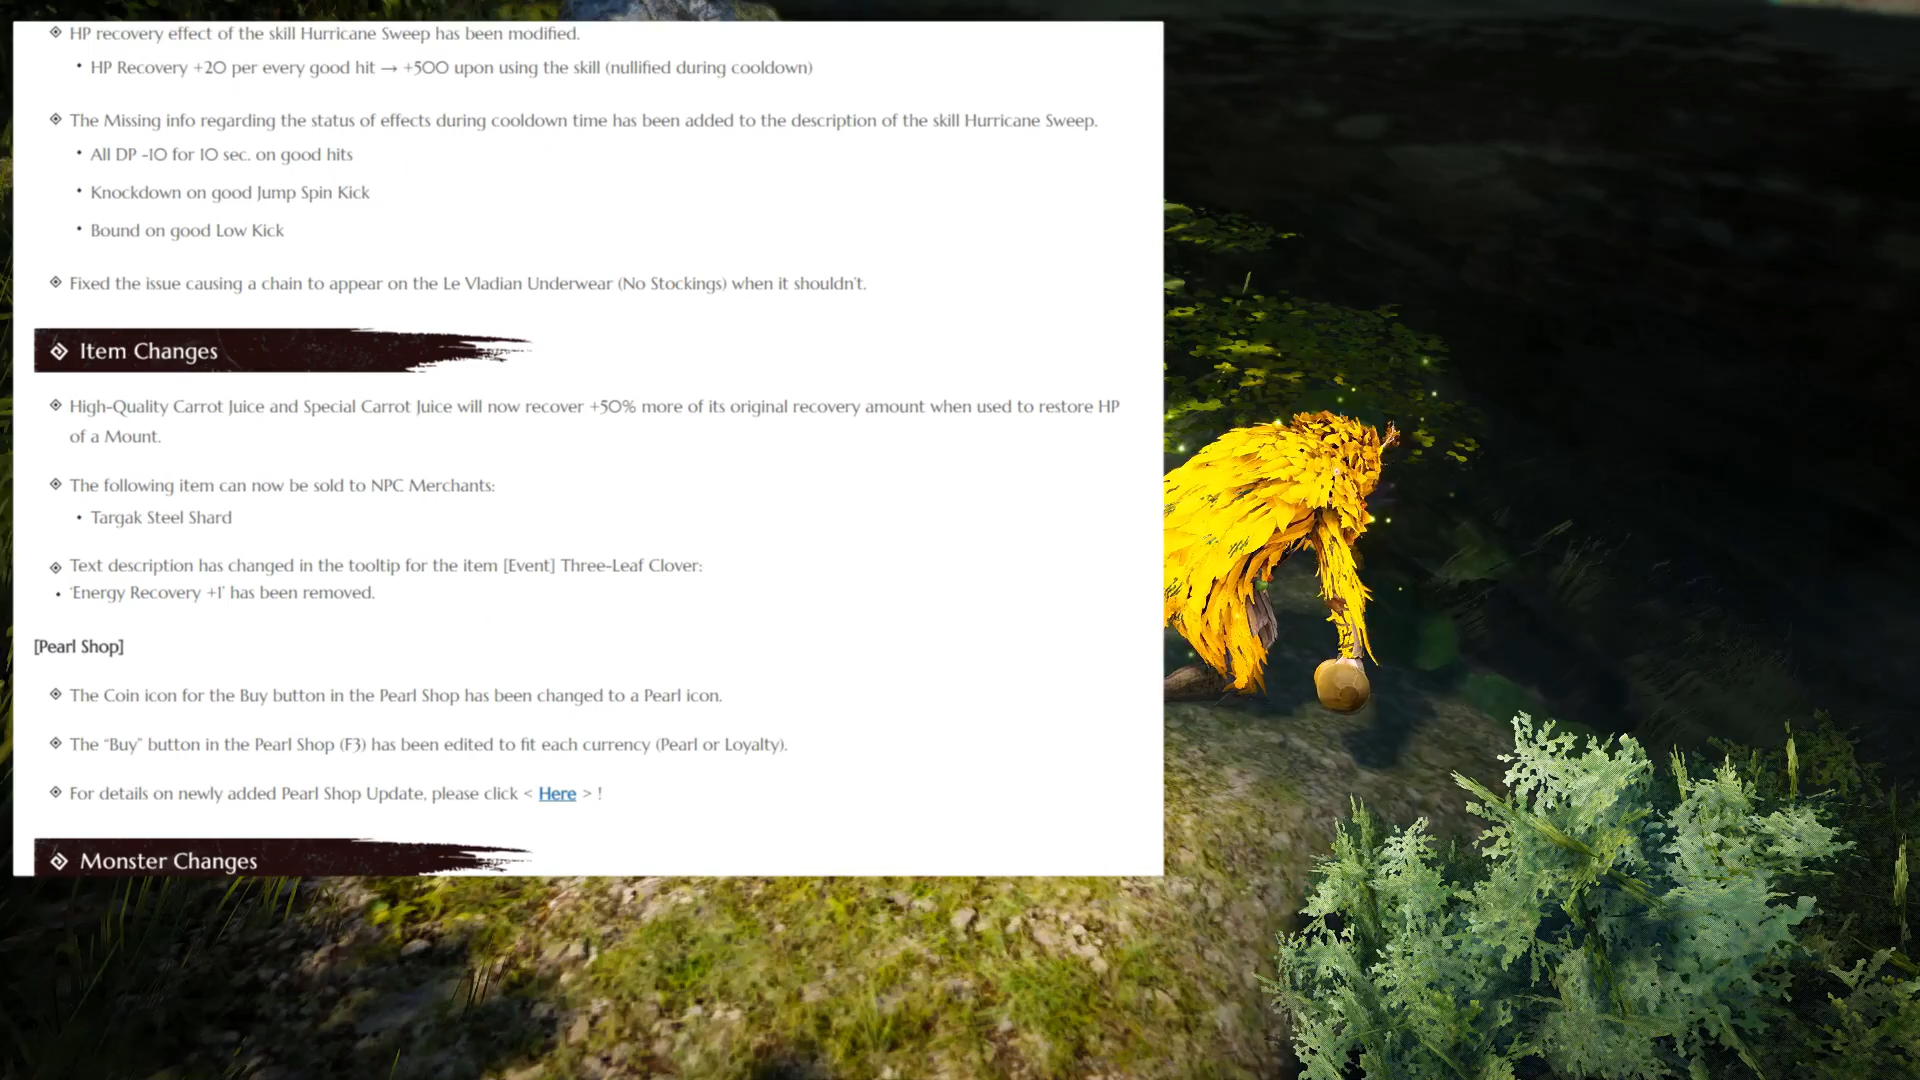 HP recovery effect of the skill Hurricane Sweep has been modified.
HP Recovery +20 per every good hit → +500 upon using the skill (nullified during cooldown)
The Missing info regarding the status of effects during cooldown time has been added to the description of the skill Hurricane Sweep.
All DP -10 for 10 sec. on good hits
Knockdown on good Jump Spin Kick
Bound on good Low Kick
Fixed the issue causing a chain to appear on the Le Vladian Underwear (No Stockings) when it shouldn't.
Item Changes
High-Quality Carrot Juice and Special Carrot Juice will now recover +50% more of its original recovery amount when used to restore HP
of a Mount.
The following item can now be sold to NPC Merchants:
Targak Steel Shard
Text description has changed in the tooltip for the item [Event] Three-Leaf Clover:
'Energy Recovery +1' has been removed.
[Pearl Shop]
The Coin icon for the Buy button in the Pearl Shop has been changed to a Pearl icon.
The “Buy” button in the Pearl Shop (F3) has been edited to fit each currency (Pearl or Loyalty).
For details on newly added Pearl Shop Update, please click < Here > !
Monster Changes